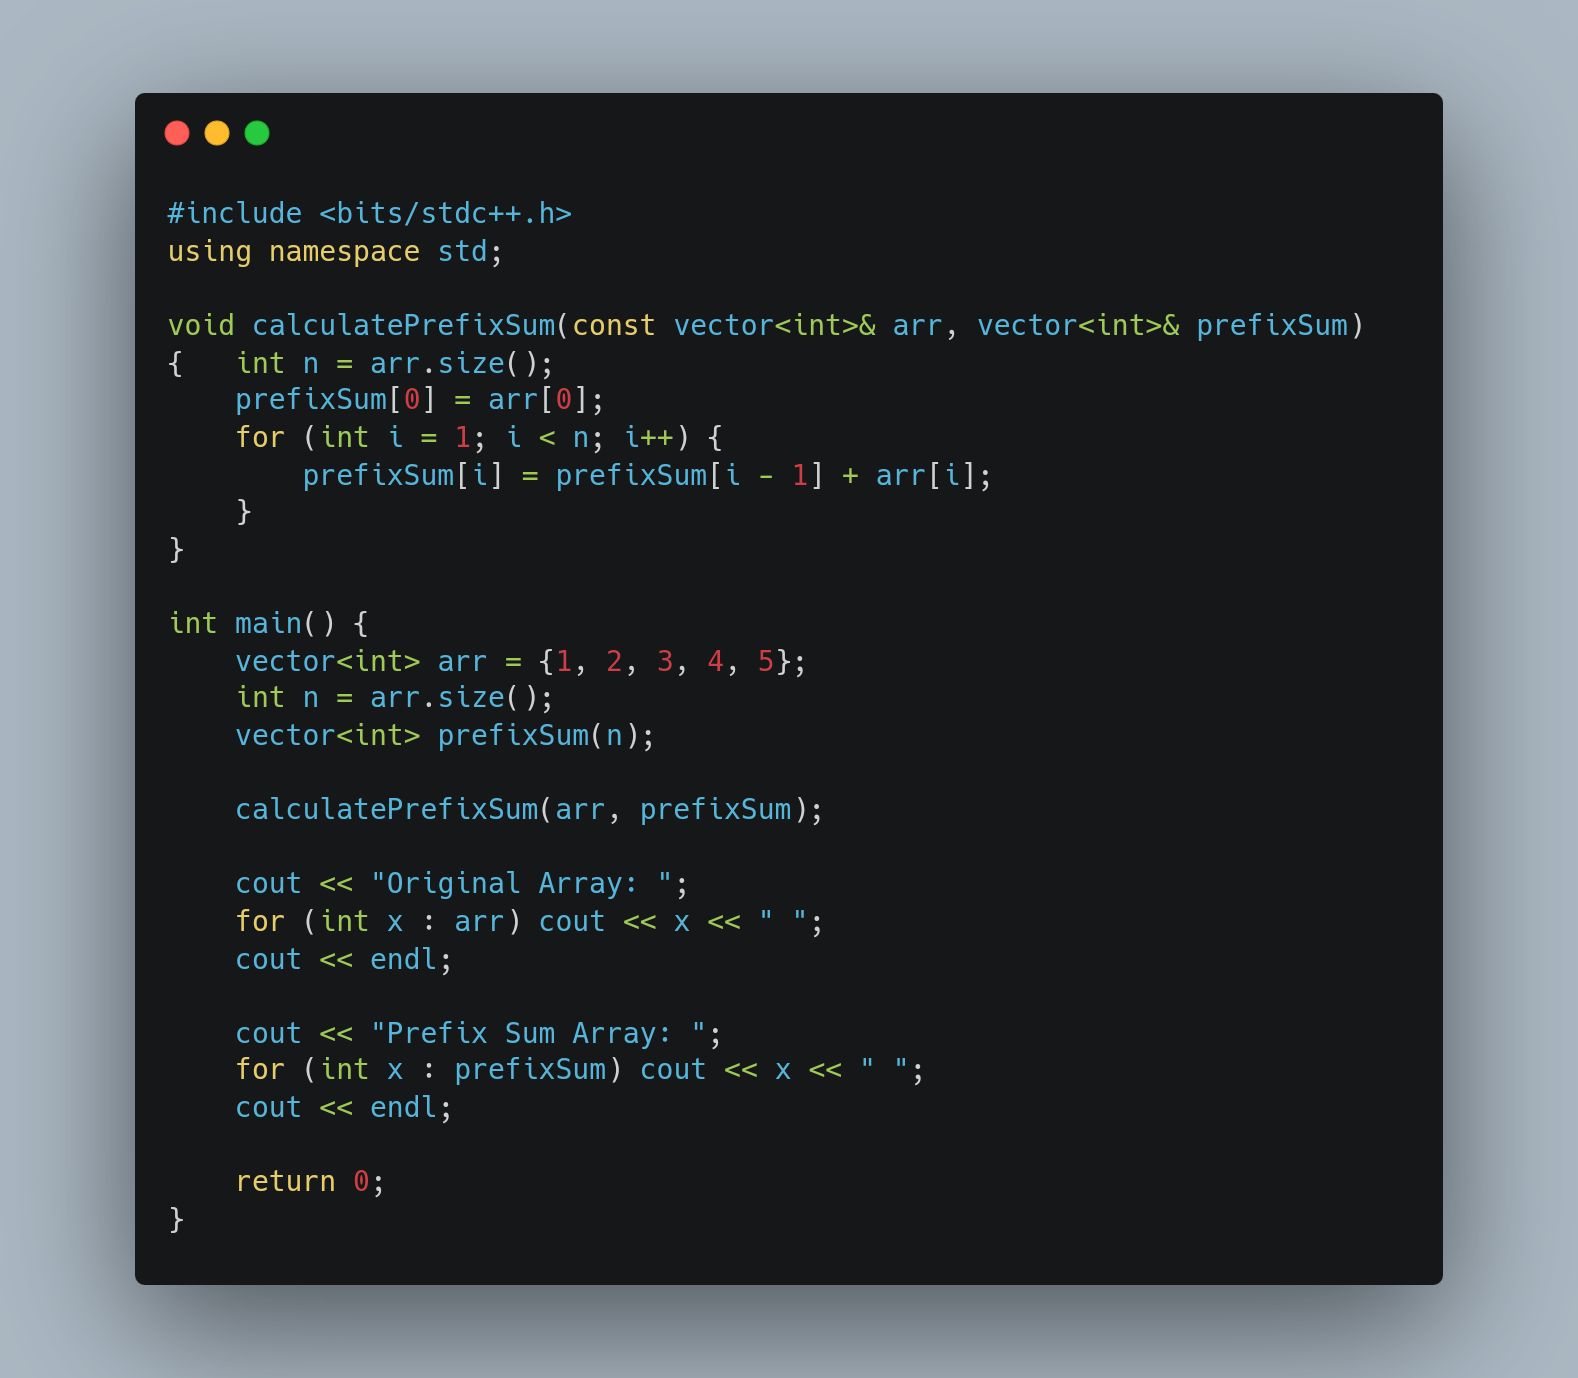 #include <bits/stdc++.h>
using namespace std;

void calculatePrefixSum(const vector<int>& arr, vector<int>& prefixSum)
{   int n = arr.size();
    prefixSum[0] = arr[0];
    for (int i = 1; i < n; i++) {
        prefixSum[i] = prefixSum[i - 1] + arr[i];
    }
}

int main() {
    vector<int> arr = {1, 2, 3, 4, 5};
    int n = arr.size();
    vector<int> prefixSum(n);

    calculatePrefixSum(arr, prefixSum);

    cout << "Original Array: ";
    for (int x : arr) cout << x << " ";
    cout << endl;

    cout << "Prefix Sum Array: ";
    for (int x : prefixSum) cout << x << " ";
    cout << endl;

    return 0;
}